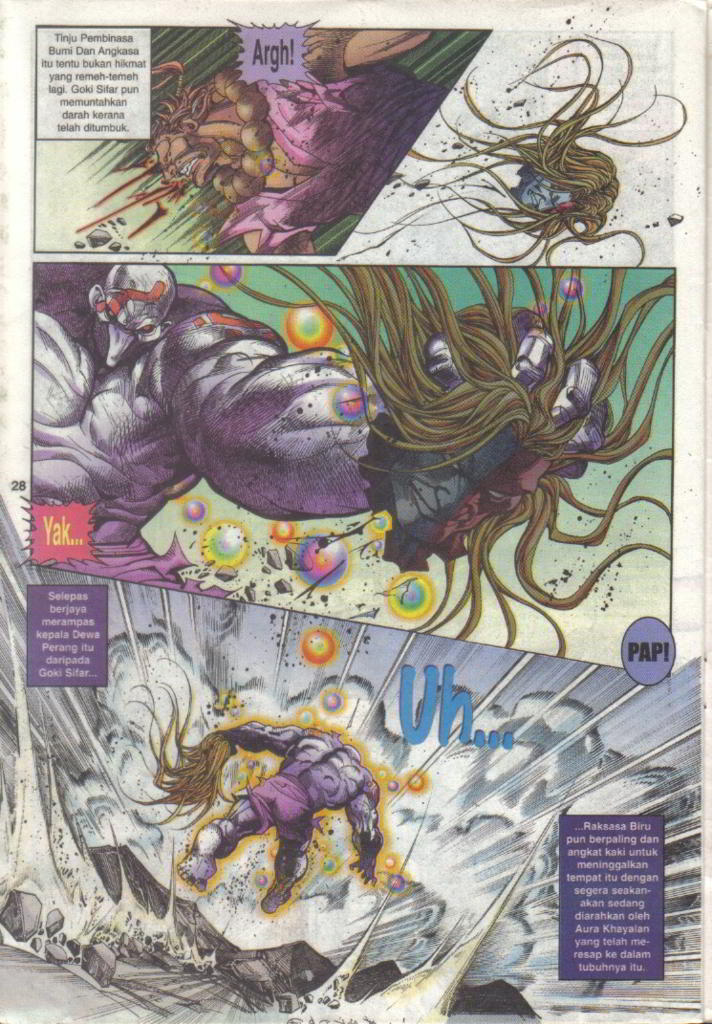 Tinju Pembinasa
Bumi Dan Angkasa
itu tentu bukan hikmat
yang remeh-temeh
lagi. Goki Sifar pun
memuntahkan
darah kerana
telah ditumbuk.
Argh!
28
Yak...
PAP!
Selepas
berjaya
merampas
kepala Dewa
Perang itu
daripada
Goki Sifar...
Uh...
...Raksasa Biru
pun berpaling dan
angkat kaki untuk
meninggalkan
tempat itu dengan
segera seakan-
akan sedang
diarahkan oleh
Aura Khayalan
yang telah me-
resap ke dalam
tubuhnya itu.